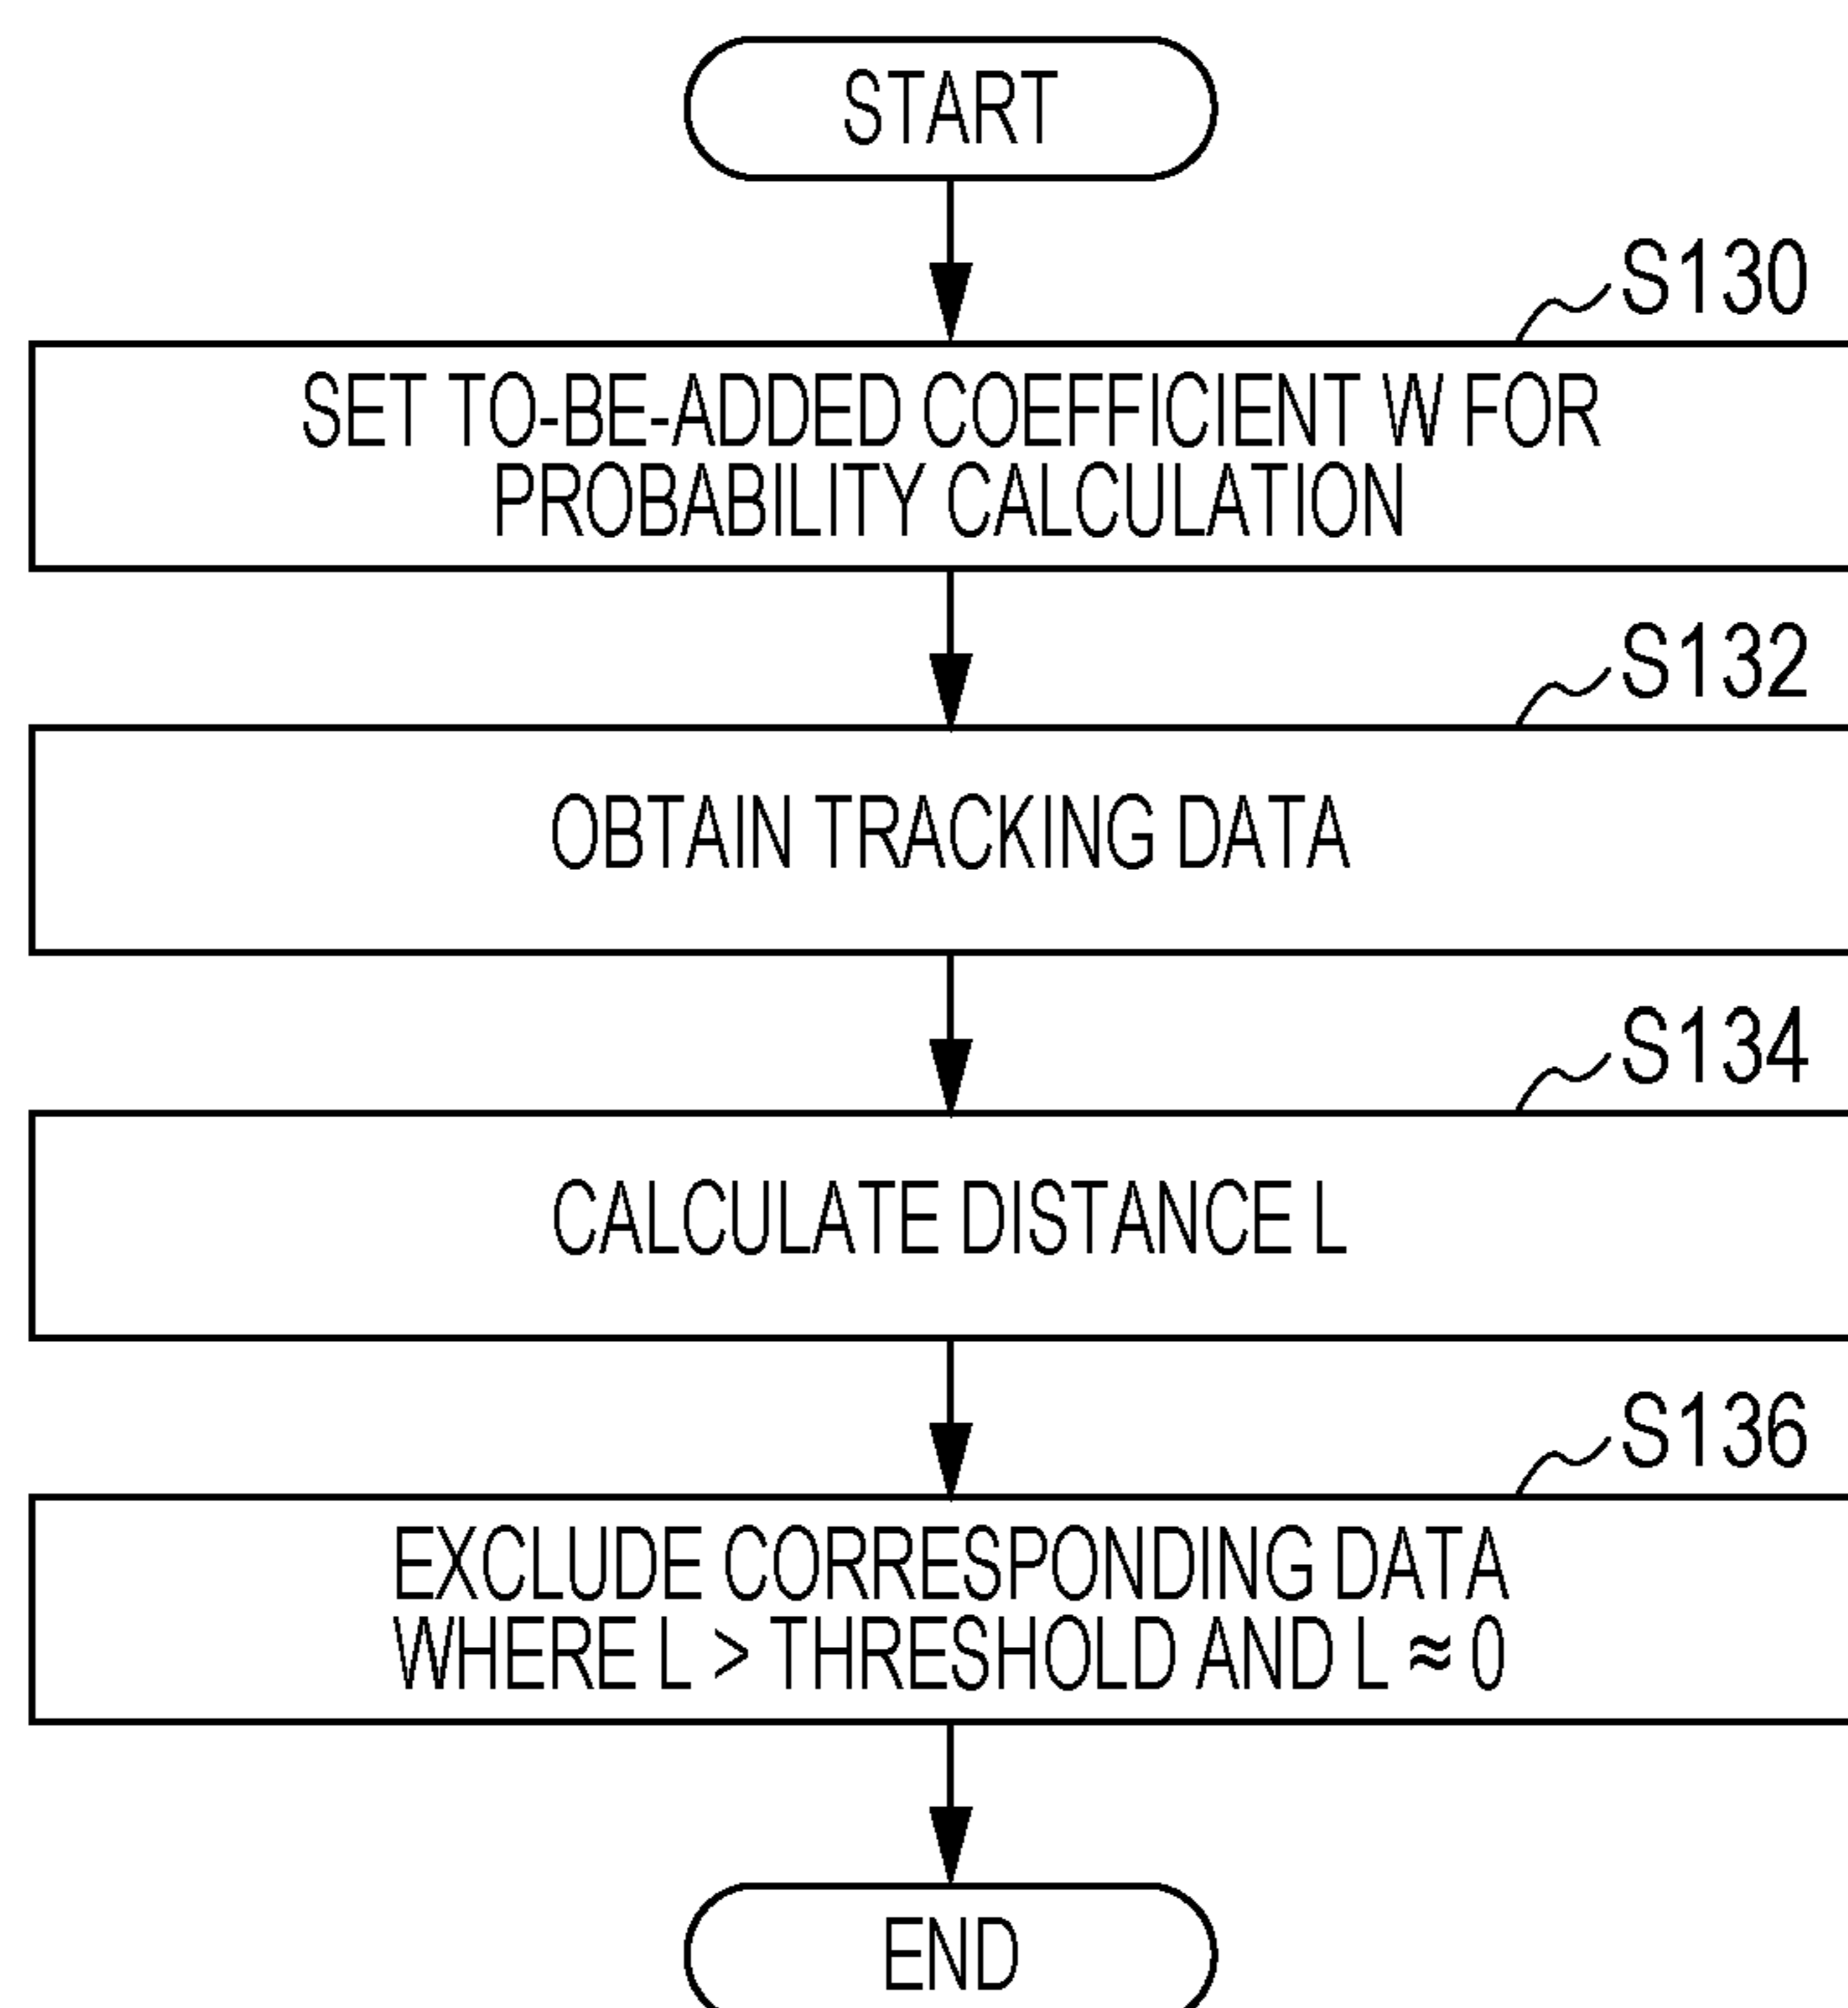 START
S130
SET TO-BE-ADDED COEFFICIENT W FOR
PROBABILITY CALCULATION
S132
OBTAIN TRACKING DATA
S134
CALCULATE DISTANCE L
S136
EXCLUDE CORRESPONDING DATA
WHERE L > THRESHOLD AND L ≈ 0
END